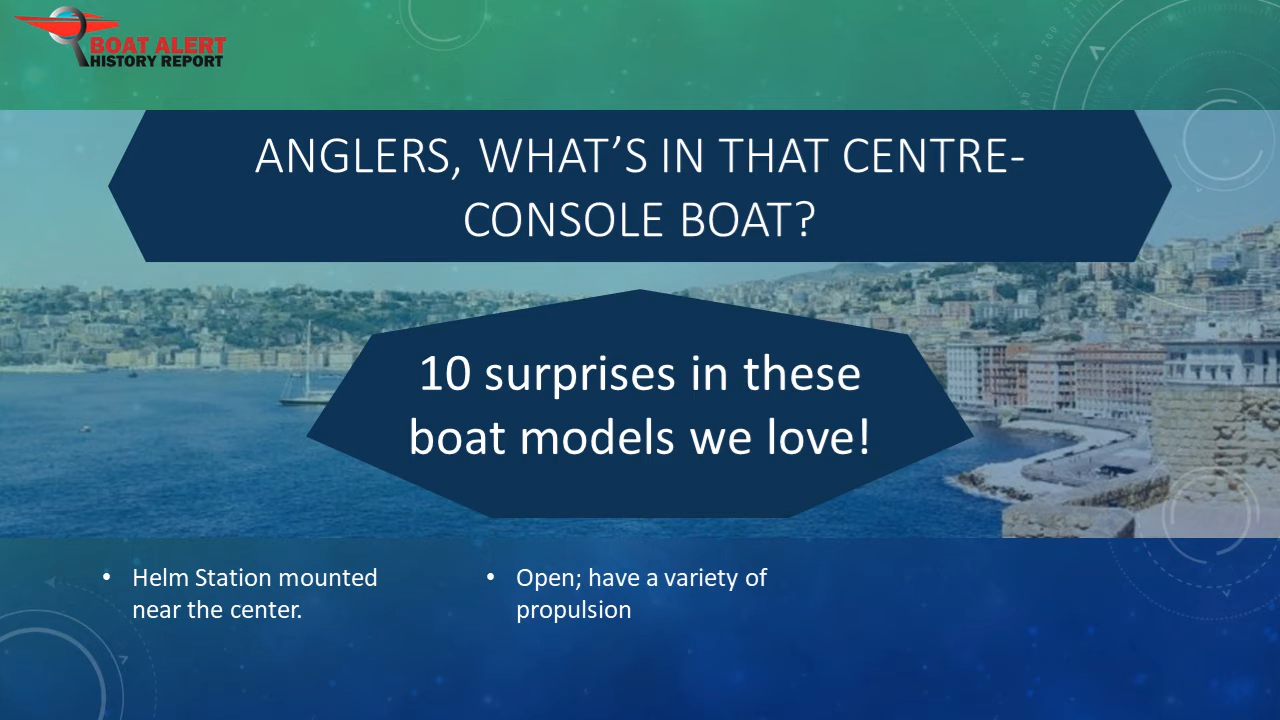 BOAT ALERT
HISTORY REPORT
ANGLERS, WHAT’S IN THAT CENTRE-
CONSOLE BOAT?
10 surprises in these
boat models we love!
• Helm Station mounted
near the center.
• Open; have a variety of
propulsion